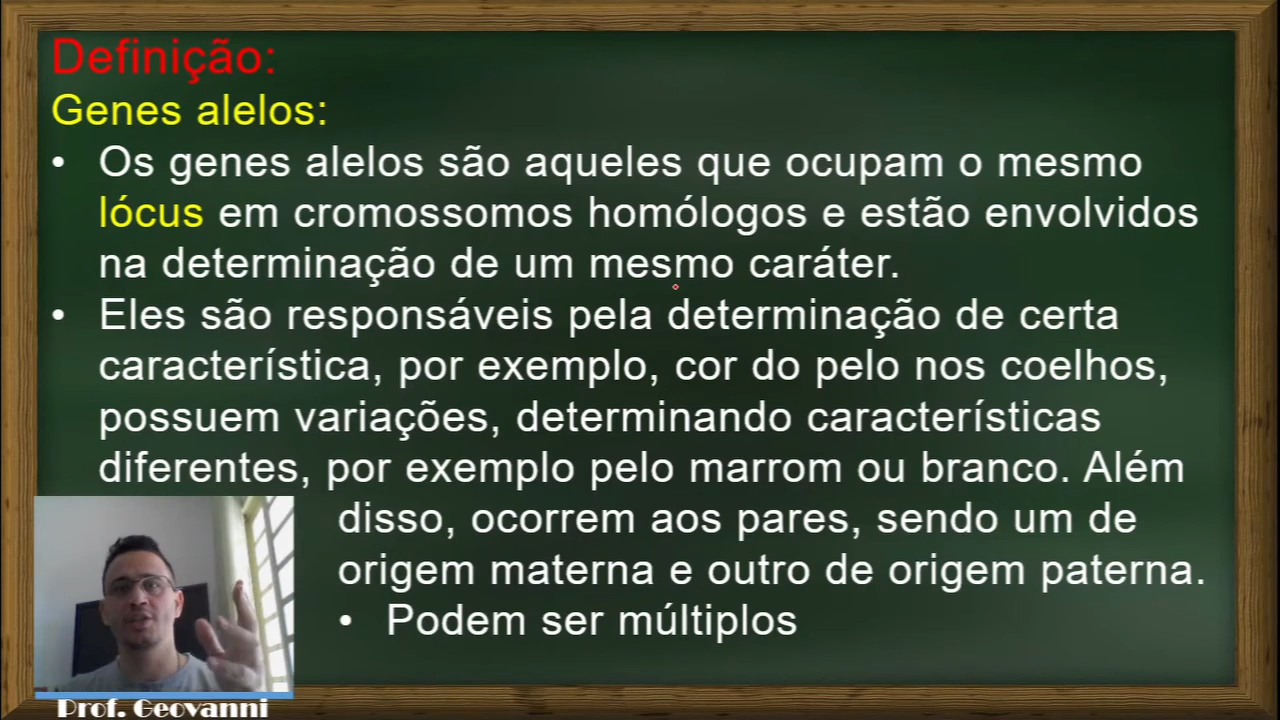 Definição:
Genes alelos:
• Os genes alelos são aqueles que ocupam o mesmo
lócus em cromossomos homólogos e estão envolvidos
na determinação de um mesmo caráter.
• Eles são responsáveis pela determinação de certa
característica, por exemplo, cor do pelo nos coelhos,
possuem variações, determinando características
diferentes, por exemplo pelo marrom ou branco. Além
disso, ocorrem aos pares, sendo um de
origem materna e outro de origem paterna.
• Podem ser múltiplos
Prof. Geovanni